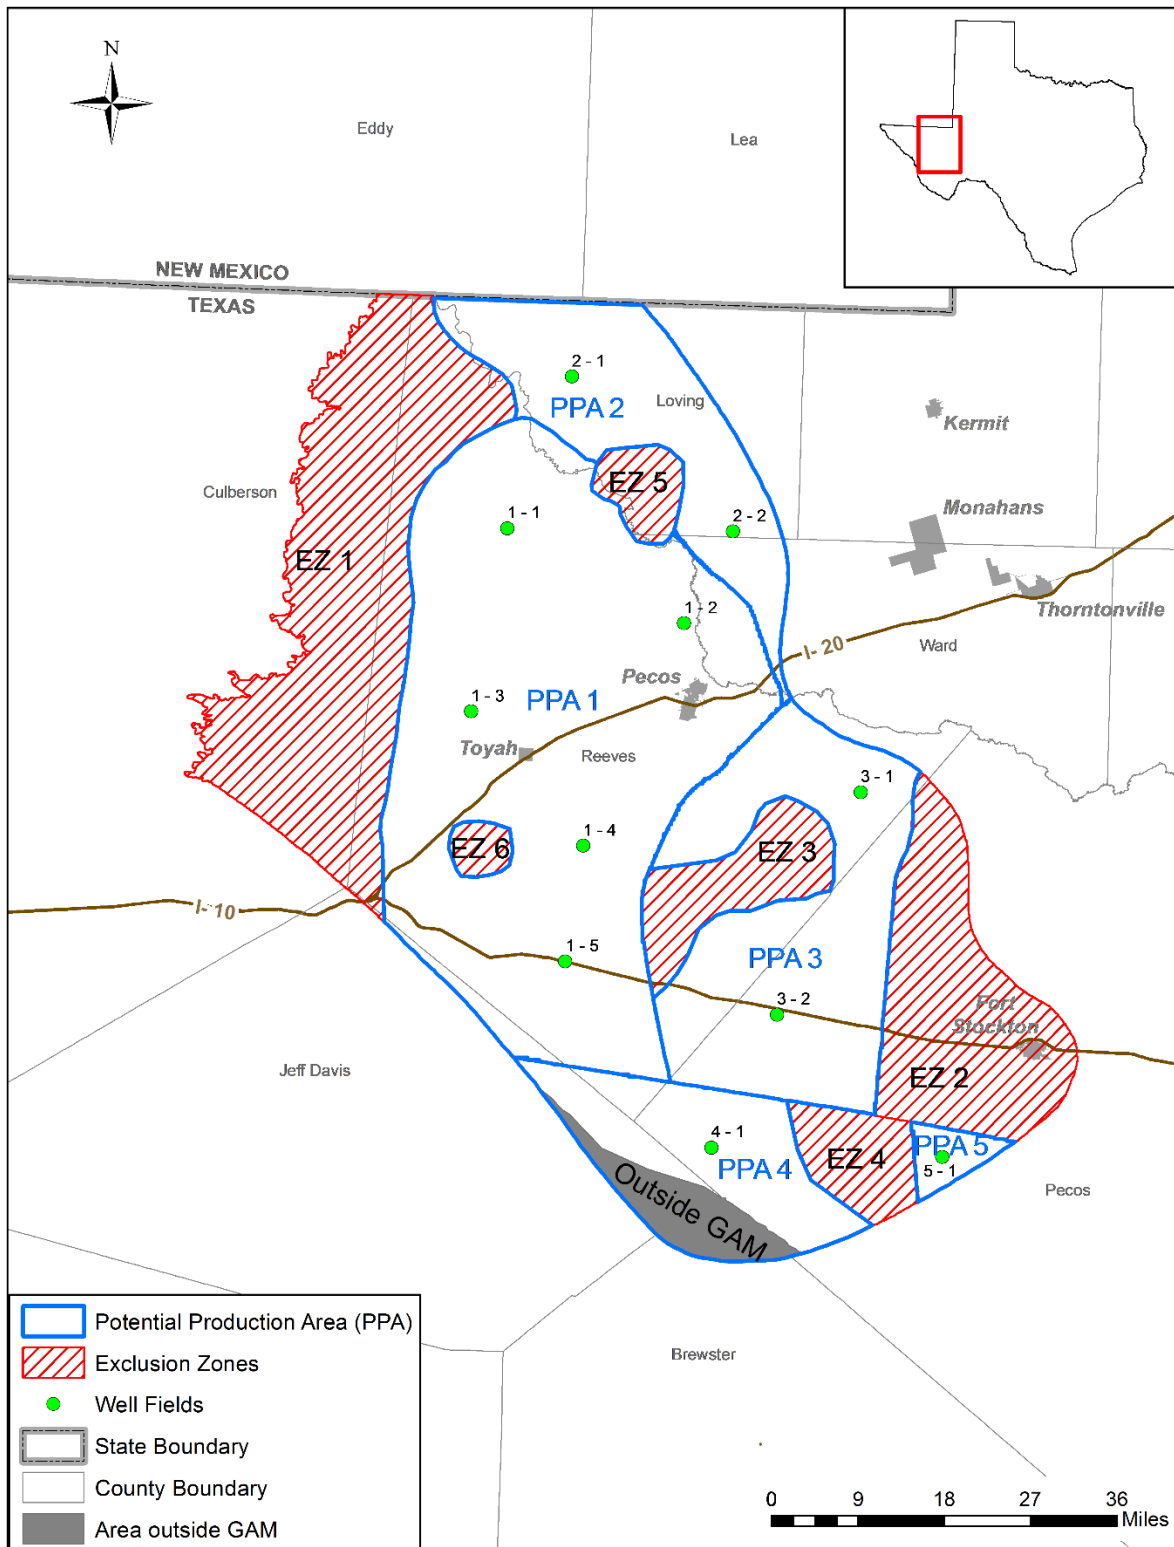 N
Eddy
Lea
NEW MEXICO
TEXAS
2 - 1
PPA 2
Loving
Kermit
EZ 5
Culberson
1 - 1
2 - 2
Monahans
EZ 1
1 - 2
Thorntonville
I- 20
Ward
Pecos
1 - 3
PPA 1
Toyah
Reeves
3 - 1
1 - 4
EZ 6
EZ 3
I- 10
1 - 5
PPA 3
3 - 2
Fort
Stockton
Jeff Davis
EZ 2
4 - 1
PPA 4
EZ 4
PPA 5
5 - 1
Pecos
Outside GAM
Brewster
Potential Production Area (PPA)
Exclusion Zones
Well Fields
State Boundary
County Boundary
Area outside GAM
0 9 18 27 36
Miles